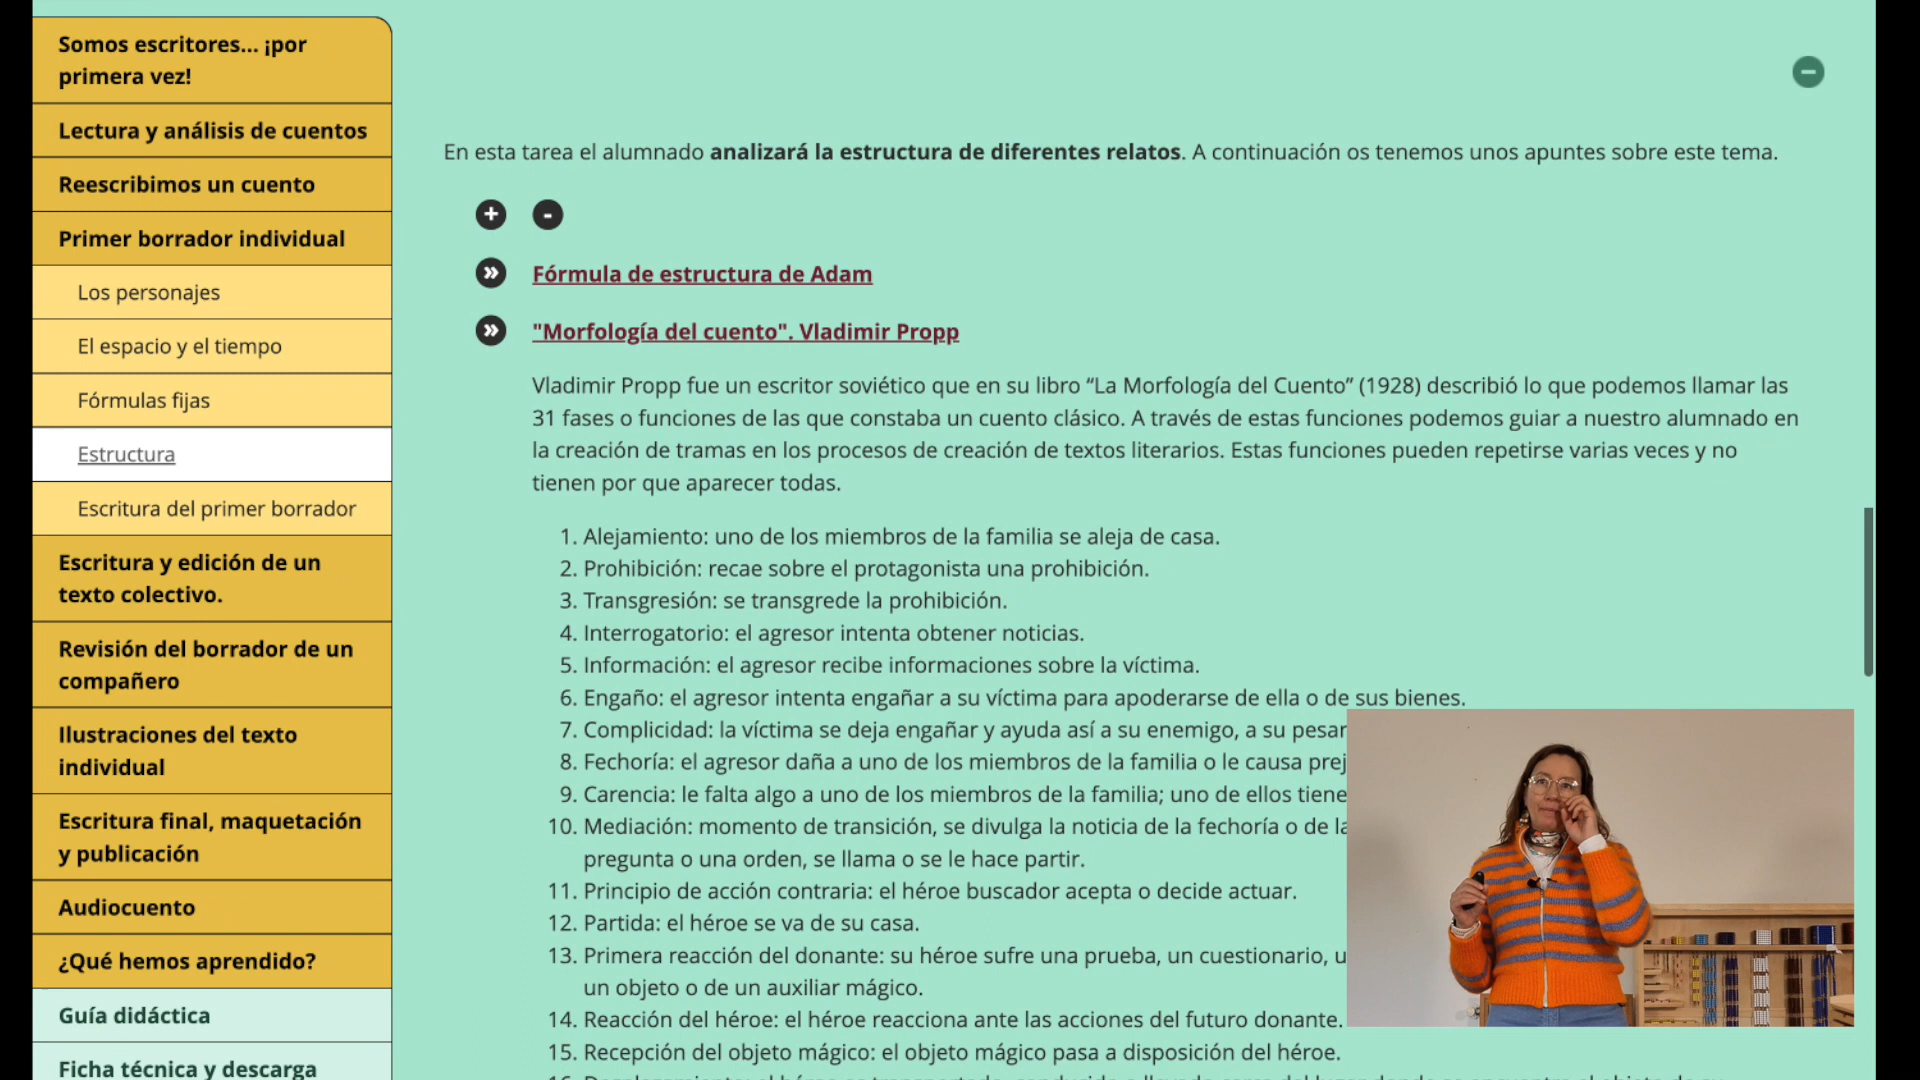 Somos escritores... ¡por
primera vez!
Lectura y análisis de cuentos
Reescribimos un cuento
Primer borrador individual
Los personajes
El espacio y el tiempo
Fórmulas fijas
Estructura
Escritura del primer borrador
Escritura y edición de un
texto colectivo.
Revisión del borrador de un
compañero
Ilustraciones del texto
individual
Escritura final, maquetación
y publicación
Audiocuento
¿Qué hemos aprendido?
Guía didáctica
Ficha técnica y descarga
En esta tarea el alumnado analizará la estructura de diferentes relatos. A continuación os tenemos unos apuntes sobre este tema.
Fórmula de estructura de Adam
"Morfología del cuento". Vladimir Propp
Vladimir Propp fue un escritor soviético que en su libro “La Morfología del Cuento” (1928) describió lo que podemos llamar las
31 fases o funciones de las que constaba un cuento clásico. A través de estas funciones podemos guiar a nuestro alumnado en
la creación de tramas en los procesos de creación de textos literarios. Estas funciones pueden repetirse varias veces y no
tienen por que aparecer todas.
1. Alejamiento: uno de los miembros de la familia se aleja de casa.
2. Prohibición: recae sobre el protagonista una prohibición.
3. Transgresión: se transgrede la prohibición.
4. Interrogatorio: el agresor intenta obtener noticias.
5. Información: el agresor recibe informaciones sobre la víctima.
6. Engaño: el agresor intenta engañar a su víctima para apoderarse de ella o de sus bienes.
7. Complicidad: la víctima se deja engañar y ayuda así a su enemigo, a su pesar
8. Fechoría: el agresor daña a uno de los miembros de la familia o le causa prej
9. Carencia: le falta algo a uno de los miembros de la familia; uno de ellos tiene
10. Mediación: momento de transición, se divulga la noticia de la fechoría o de la
pregunta o una orden, se llama o se le hace partir.
11. Principio de acción contraria: el héroe buscador acepta o decide actuar.
12. Partida: el héroe se va de su casa.
13. Primera reacción del donante: su héroe sufre una prueba, un cuestionario, u
un objeto o de un auxiliar mágico.
14. Reacción del héroe: el héroe reacciona ante las acciones del futuro donante.
15. Recepción del objeto mágico: el objeto mágico pasa a disposición del héroe.